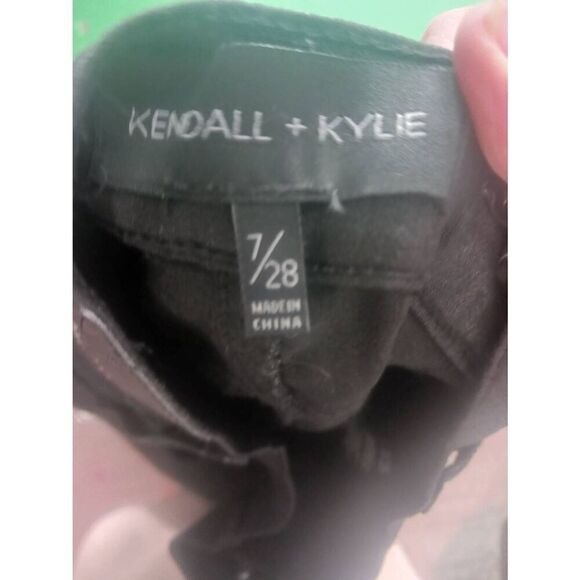 KENDALL + KYLIE
7/28
MADE IN
CHINA